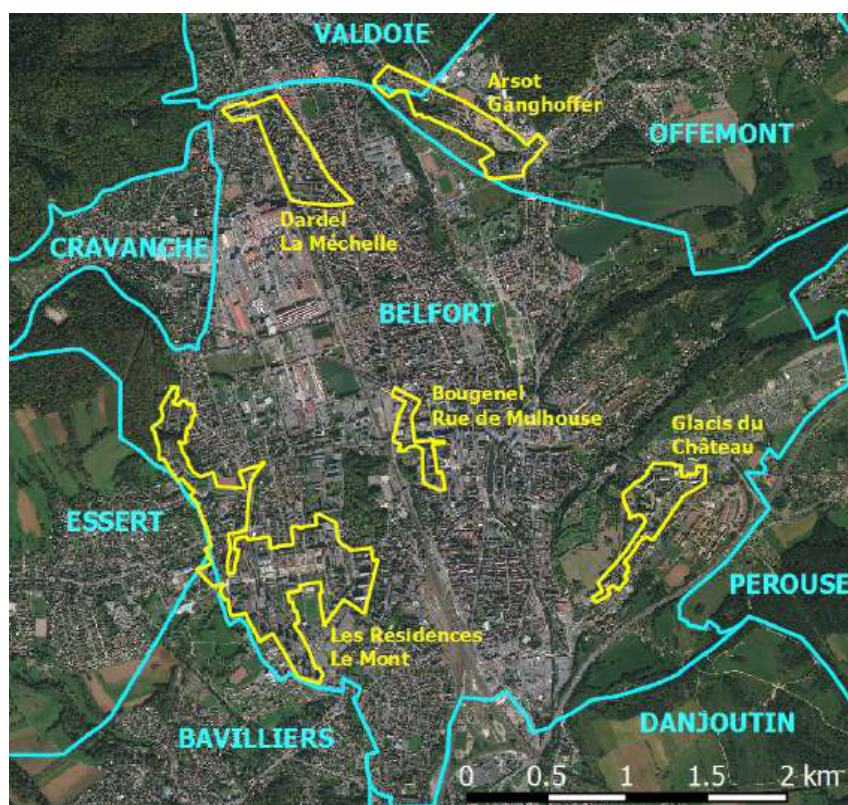 VALDOIE
Arsot
Ganghoffer
OFFEMONT
Dardel
La Méchelle
CRAVANCHE
BELFORT
Bougenel
Rue de Mulhouse
Glacis du
Château
ESSERT
PEROUSE
Les Résidences
Le Mont
DANJOUTIN
BAVILLIERS
0 0.5 1 1.5 2 km